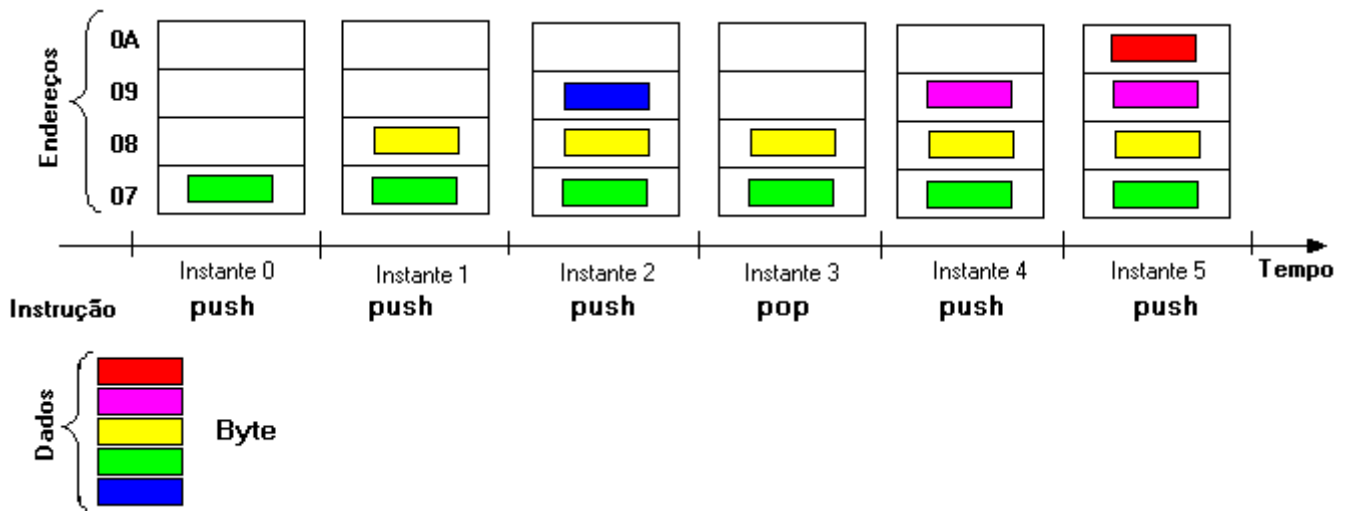 Endereços
0A
09
08
07
Instante 0 Instante 1 Instante 2 Instante 3 Instante 4 Instante 5 Tempo
Instrução push push push pop push push
Dados
Byte